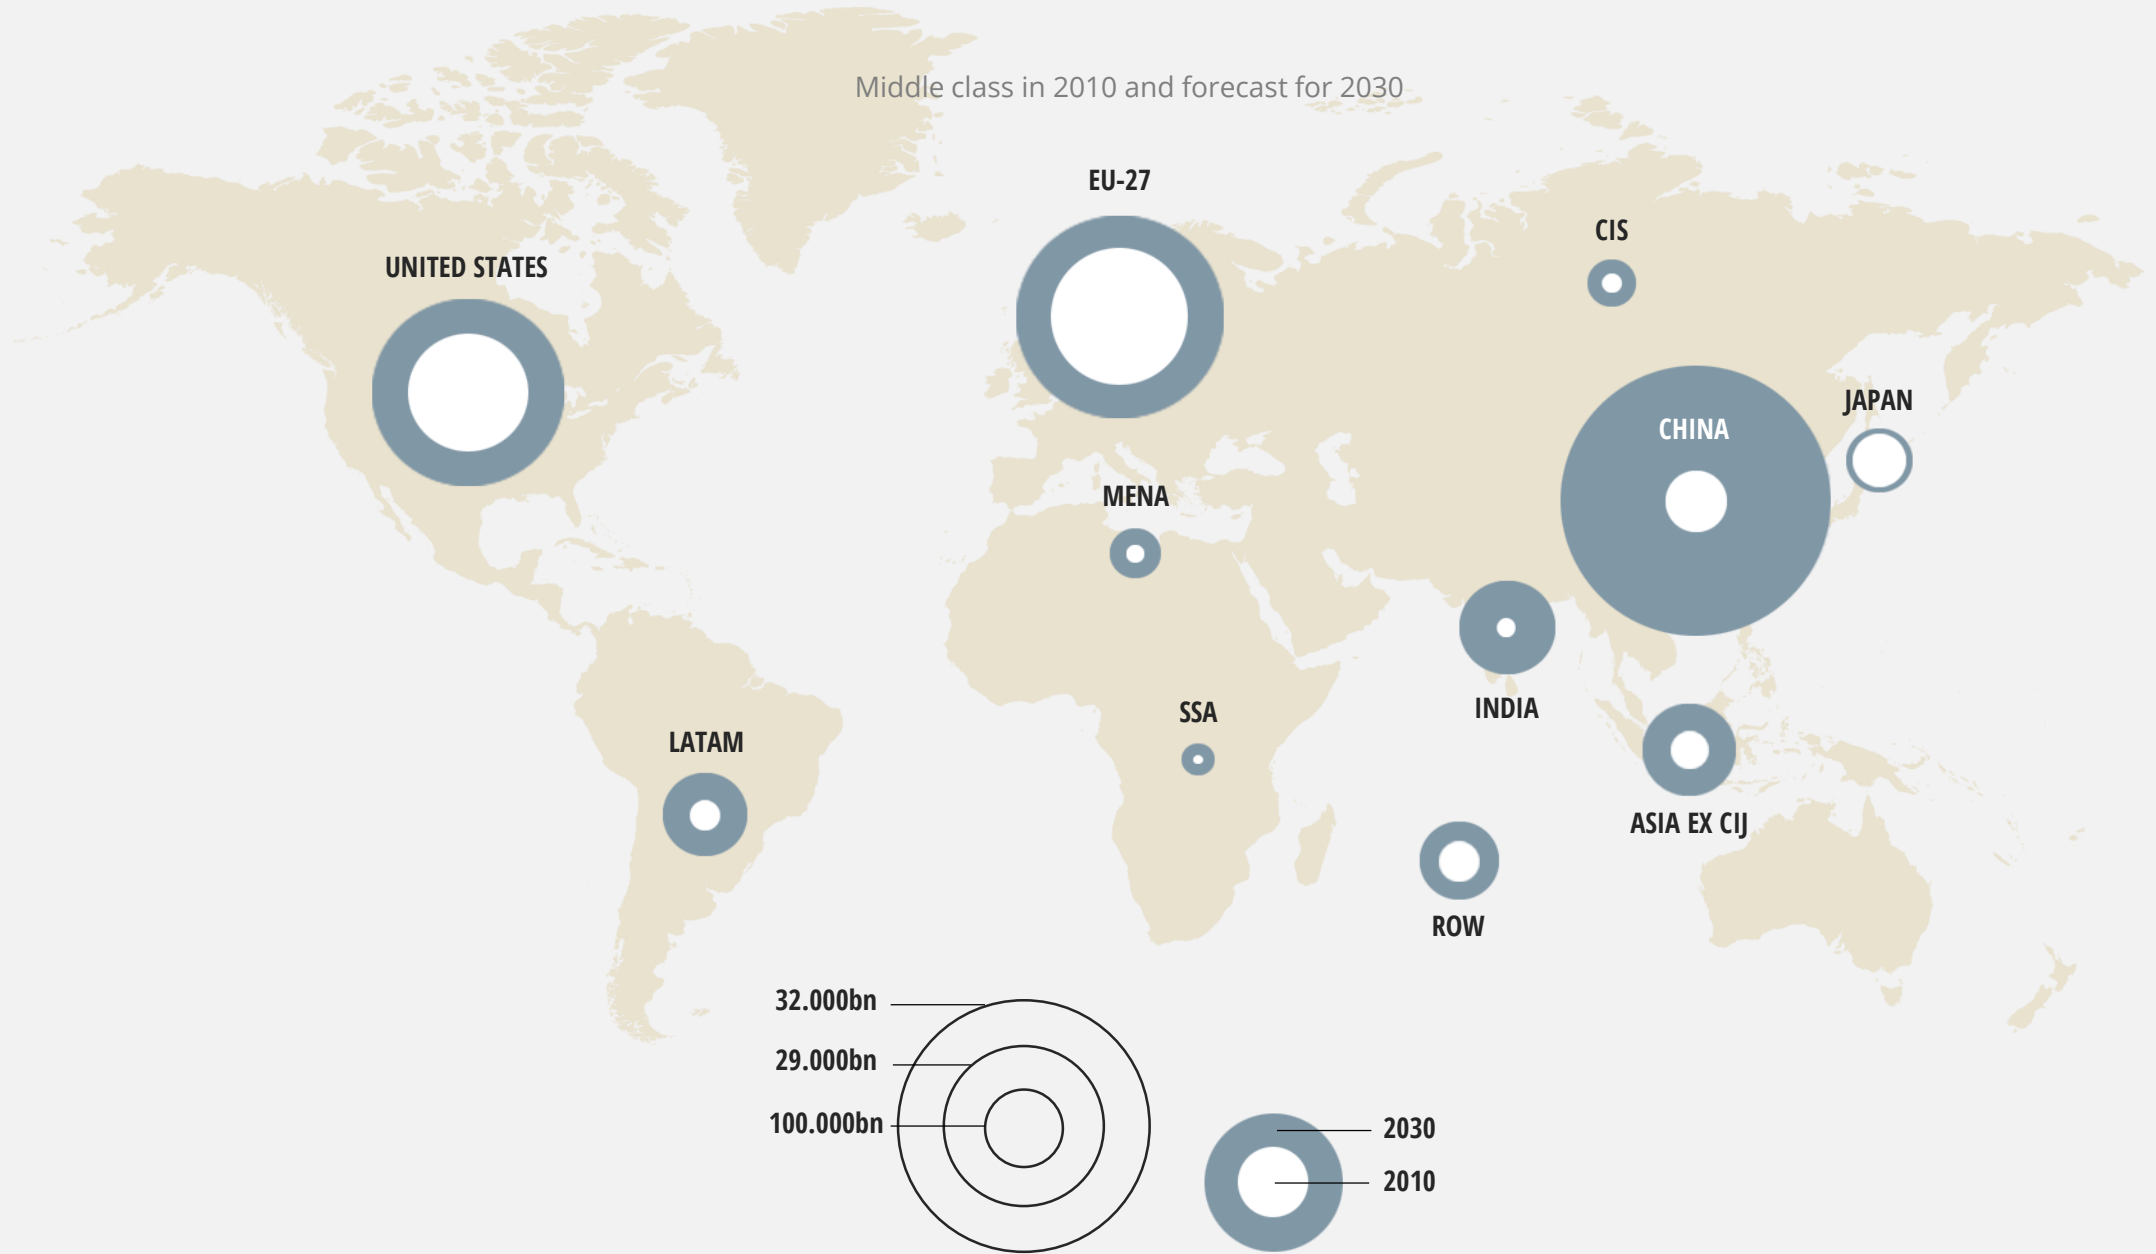 Middle class in 2010 and forecast for 2030
EU-27
CIS
UNITED STATES
JAPAN
CHINA
MENA
INDIA
SSA
LATAM
ASIA EX CIJ
ROW
32.000bn
29.000bn
100.000bn
2030
2010